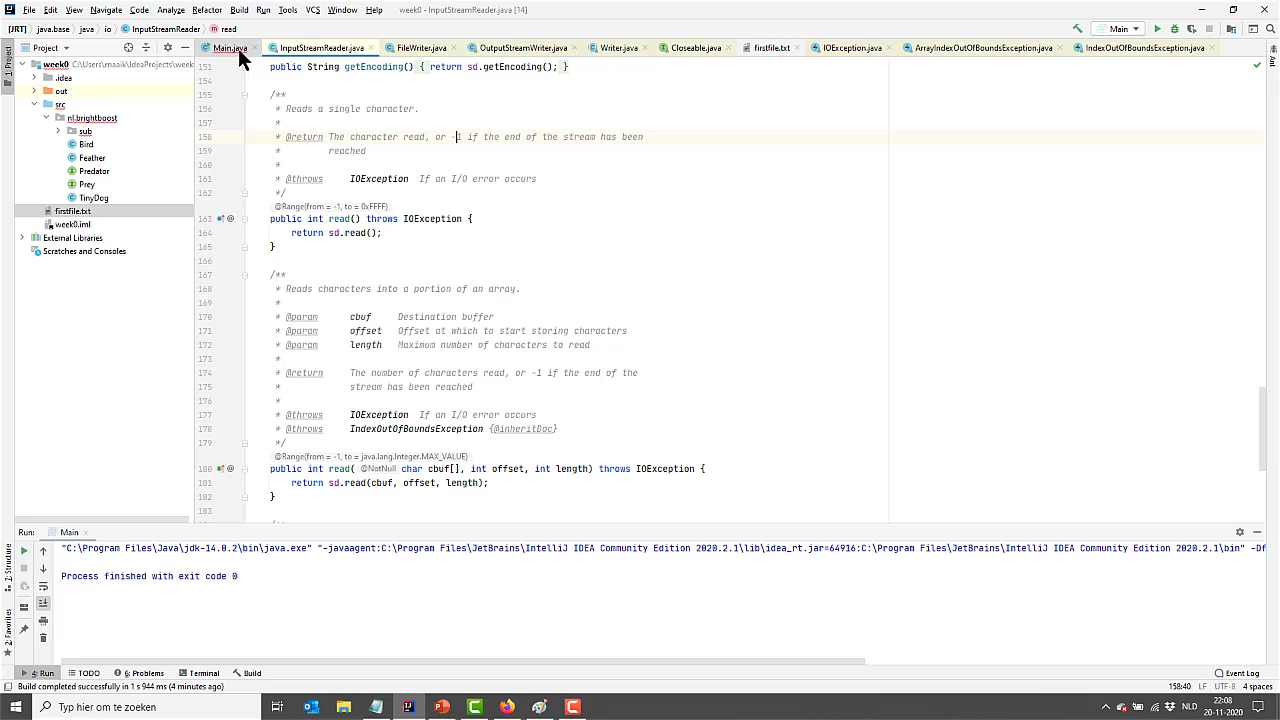 File Edit View Navigate Code Analyze Refactor Build Run Tools VCS Window Help week0 - InputStreamReader.java [14]
[JRT] java.base java io InputStreamReader read Main
Project Main.java InputStreamReader.java FileWriter.java OutputStreamWriter.java Writer.java Closeable.java firstfile.txt IOException.java ArrayIndexOutOfBoundsException.java IndexOutOfBoundsException.java
1: Project
Ant
week0 C:\Users\maaik\IdeaProjects\week
.idea
out
src
nl.brightboost
sub
Bird
Feather
Predator
Prey
TinyDog
firstfile.txt
week0.iml
External Libraries
Scratches and Consoles
151 public String getEncoding() { return sd.getEncoding(); }
154
155 /**
156 * Reads a single character.
157 *
158 * @return The character read, or -1 if the end of the stream has been
159 * reached
160 *
161 * @throws IOException If an I/O error occurs
162 */
@Range(from = -1, to = 0xFFFF)
163 public int read() throws IOException {
164 return sd.read();
165 }
166
167 /**
168 * Reads characters into a portion of an array.
169 *
170 * @param cbuf Destination buffer
171 * @param offset Offset at which to start storing characters
172 * @param length Maximum number of characters to read
173 *
174 * @return The number of characters read, or -1 if the end of the
175 * stream has been reached
176 *
177 * @throws IOException If an I/O error occurs
178 * @throws IndexOutOfBoundsException {@inheritDoc}
179 */
@Range(from = -1, to = java.lang.Integer.MAX_VALUE)
180 public int read( @NotNull char cbuf[], int offset, int length) throws IOException {
181 return sd.read(cbuf, offset, length);
182 }
183
Run: Main
"C:\Program Files\Java\jdk-14.0.2\bin\java.exe" "-javaagent:C:\Program Files\JetBrains\IntelliJ IDEA Community Edition 2020.2.1\lib\idea_rt.jar=64916:C:\Program Files\JetBrains\IntelliJ IDEA Community Edition 2020.2.1\bin" -Df
Process finished with exit code 0
Z: Structure
2: Favorites
4: Run TODO 6: Problems Terminal Build Event Log
Build completed successfully in 1 s 944 ms (4 minutes ago) 158:40 LF UTF-8 4 spaces
Typ hier om te zoeken NLD 22:08
20-11-2020